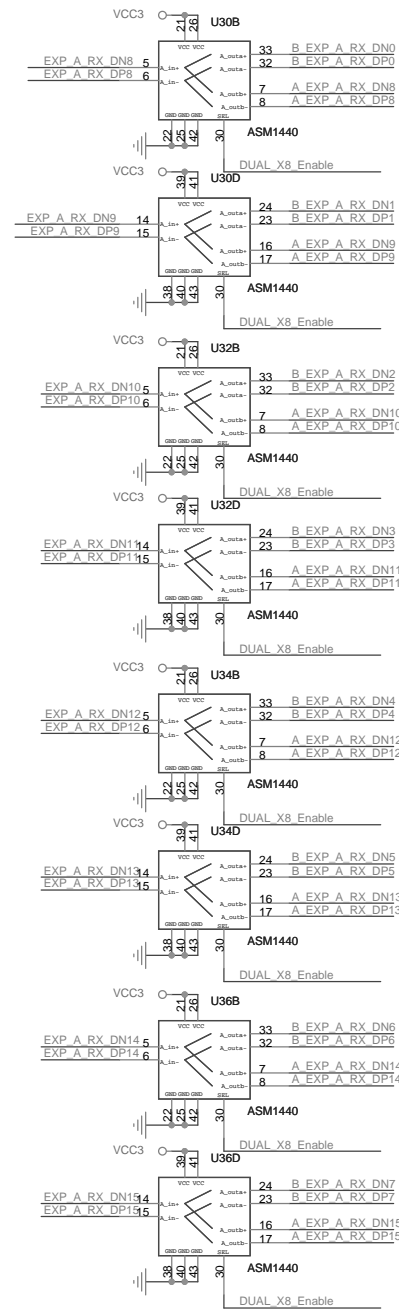 VCC3 21 26 U30B
VCC VCC
EXP_A_RX_DN8 5 A_in+ A_outa+ 33 B_EXP_A_RX_DN0
EXP_A_RX_DP8 6 A_in- A_outa- 32 B_EXP_A_RX_DP0
A_outb+ 7 A_EXP_A_RX_DN8
A_outb- 8 A_EXP_A_RX_DP8
GND GND GND SEL
22 25 42 30 ASM1440
DUAL_X8_Enable
VCC3 39 41 U30D
VCC VCC
EXP_A_RX_DN9 14 A_in+ A_outa+ 24 B_EXP_A_RX_DN1
EXP_A_RX_DP9 15 A_in- A_outa- 23 B_EXP_A_RX_DP1
A_outb+ 16 A_EXP_A_RX_DN9
A_outb- 17 A_EXP_A_RX_DP9
GND GND GND SEL
38 40 43 30 ASM1440
DUAL_X8_Enable
VCC3 21 26 U32B
VCC VCC
EXP_A_RX_DN10 5 A_in+ A_outa+ 33 B_EXP_A_RX_DN2
EXP_A_RX_DP10 6 A_in- A_outa- 32 B_EXP_A_RX_DP2
A_outb+ 7 A_EXP_A_RX_DN10
A_outb- 8 A_EXP_A_RX_DP10
GND GND GND SEL
22 25 42 30 ASM1440
DUAL_X8_Enable
VCC3 39 41 U32D
VCC VCC
EXP_A_RX_DN11 14 A_in+ A_outa+ 24 B_EXP_A_RX_DN3
EXP_A_RX_DP11 15 A_in- A_outa- 23 B_EXP_A_RX_DP3
A_outb+ 16 A_EXP_A_RX_DN11
A_outb- 17 A_EXP_A_RX_DP11
GND GND GND SEL
38 40 43 30 ASM1440
DUAL_X8_Enable
VCC3 21 26 U34B
VCC VCC
EXP_A_RX_DN12 5 A_in+ A_outa+ 33 B_EXP_A_RX_DN4
EXP_A_RX_DP12 6 A_in- A_outa- 32 B_EXP_A_RX_DP4
A_outb+ 7 A_EXP_A_RX_DN12
A_outb- 8 A_EXP_A_RX_DP12
GND GND GND SEL
22 25 42 30 ASM1440
DUAL_X8_Enable
VCC3 39 41 U34D
VCC VCC
EXP_A_RX_DN13 14 A_in+ A_outa+ 24 B_EXP_A_RX_DN5
EXP_A_RX_DP13 15 A_in- A_outa- 23 B_EXP_A_RX_DP5
A_outb+ 16 A_EXP_A_RX_DN13
A_outb- 17 A_EXP_A_RX_DP13
GND GND GND SEL
38 40 43 30 ASM1440
DUAL_X8_Enable
VCC3 21 26 U36B
VCC VCC
EXP_A_RX_DN14 5 A_in+ A_outa+ 33 B_EXP_A_RX_DN6
EXP_A_RX_DP14 6 A_in- A_outa- 32 B_EXP_A_RX_DP6
A_outb+ 7 A_EXP_A_RX_DN14
A_outb- 8 A_EXP_A_RX_DP14
GND GND GND SEL
22 25 42 30 ASM1440
DUAL_X8_Enable
VCC3 39 41 U36D
VCC VCC
EXP_A_RX_DN15 14 A_in+ A_outa+ 24 B_EXP_A_RX_DN7
EXP_A_RX_DP15 15 A_in- A_outa- 23 B_EXP_A_RX_DP7
A_outb+ 16 A_EXP_A_RX_DN15
A_outb- 17 A_EXP_A_RX_DP15
GND GND GND SEL
38 40 43 30 ASM1440
DUAL_X8_Enable